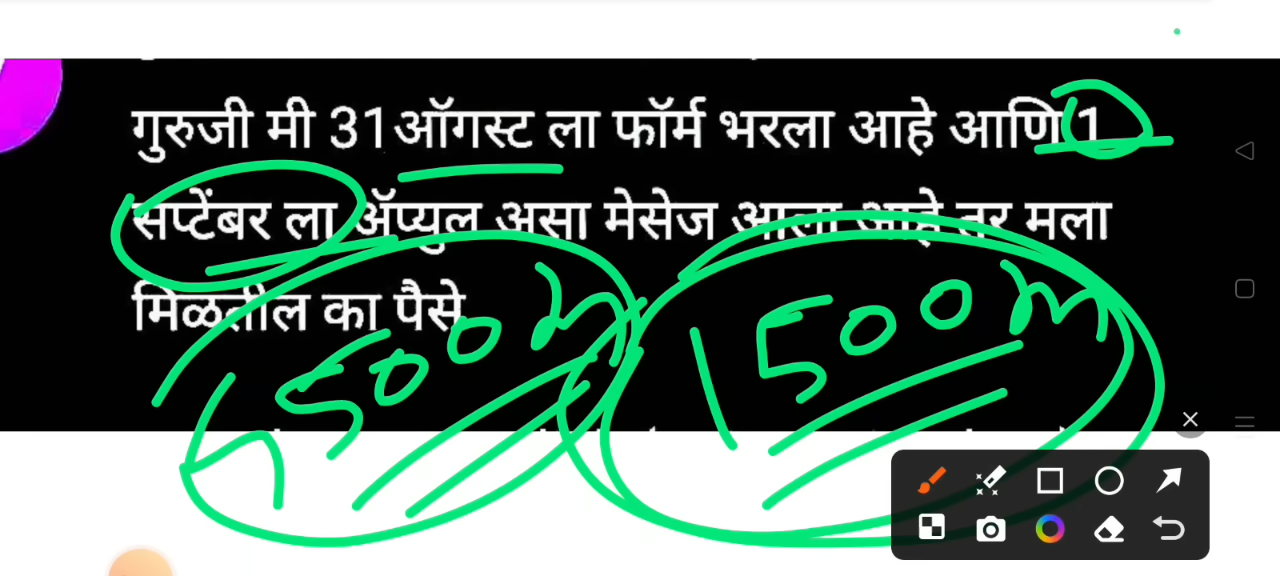 गुरुजी मी 31ऑगस्ट ला फॉर्म भरला आहे आणि 1
सप्टेंबर ला ॲप्युल असा मेसेज आला आहे तर मला
मिळतील का पैसे
1500
1500